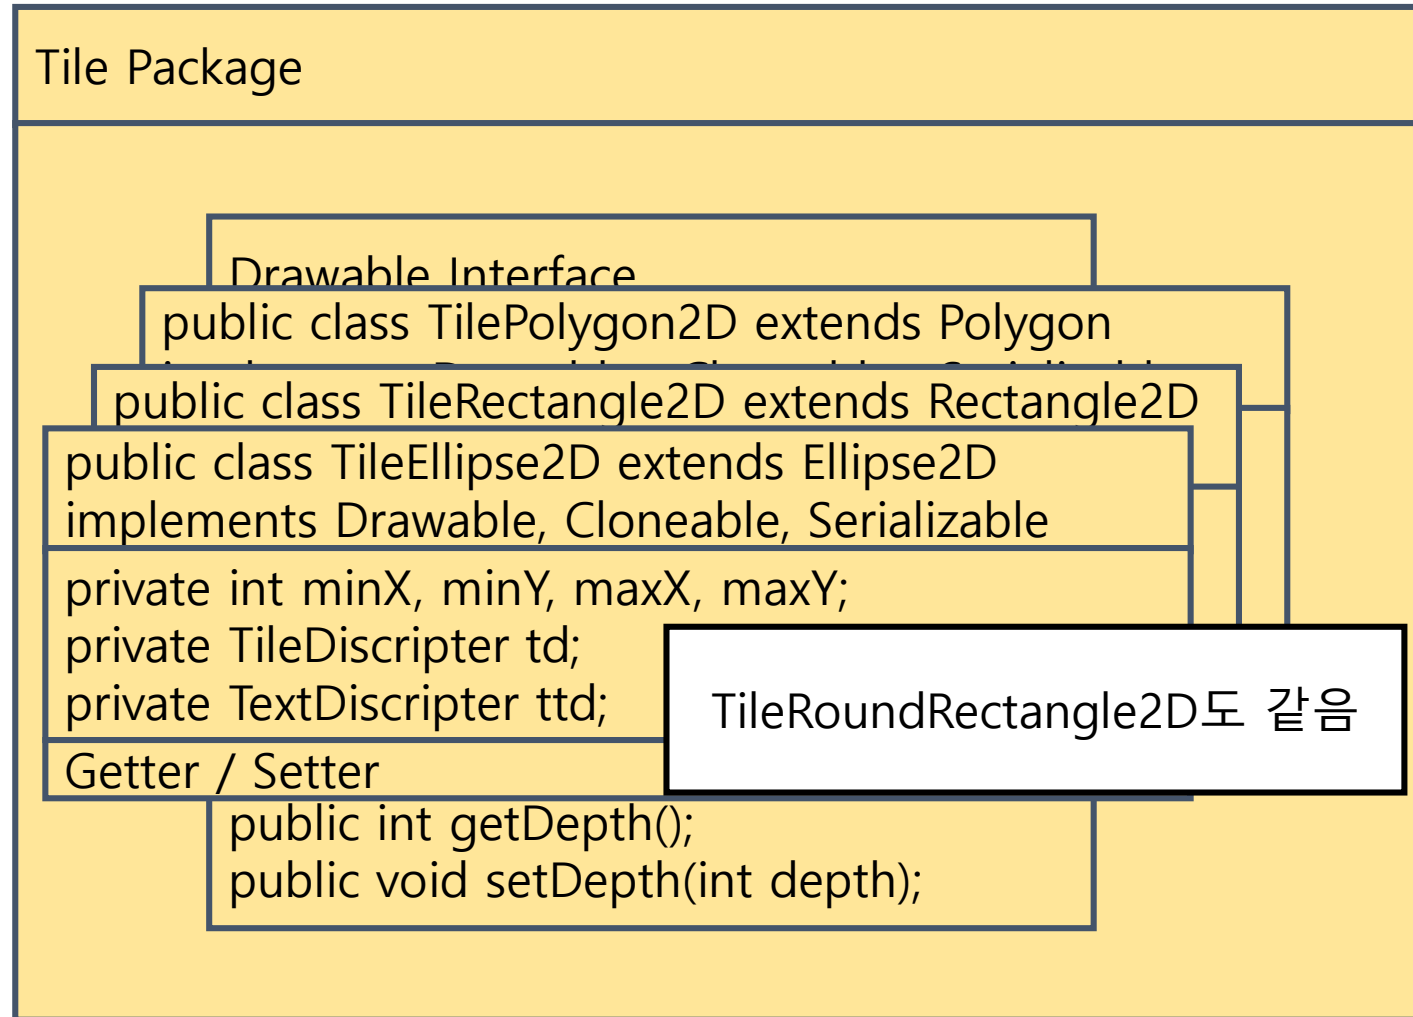 Tile Package
Drawable Interface
public class TilePolygon2D extends Polygon
public class TileRectangle2D extends Rectangle2D
public class TileEllipse2D extends Ellipse2D
implements Drawable, Cloneable, Serializable
private int minX, minY, maxX, maxY;
private TileDiscripter td;
private TextDiscripter ttd;
TileRoundRectangle2D도 같음
Getter / Setter
public int getDepth();
public void setDepth(int depth);